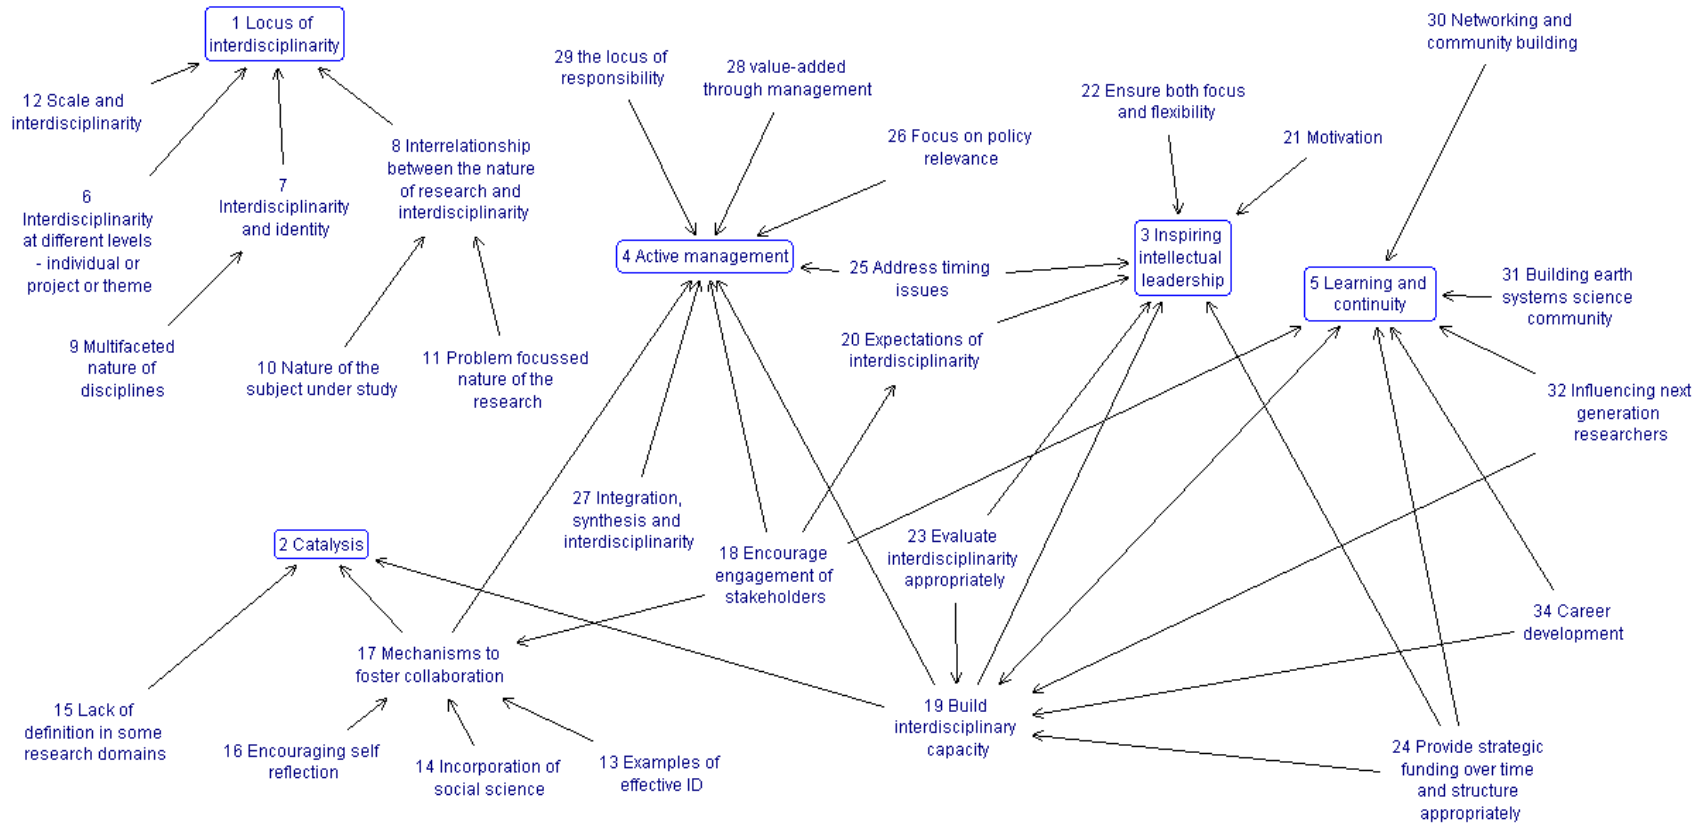 1 Locus of
interdisciplinarity
30 Networking and
community building
29 the locus of
responsibility
28 value-added
through management
22 Ensure both focus
and flexibility
12 Scale and
interdisciplinarity
26 Focus on policy
relevance
21 Motivation
8 Interrelationship
between the nature
of research and
interdisciplinarity
6
Interdisciplinarity
at different levels
- individual or
project or theme
7
Interdisciplinarity
and identity
4 Active management
3 Inspiring
intellectual
leadership
25 Address timing
issues
5 Learning and
continuity
31 Building earth
systems science
community
9 Multifaceted
nature of
disciplines
10 Nature of the
subject under study
11 Problem focussed
nature of the
research
20 Expectations of
interdisciplinarity
32 Influencing next
generation
researchers
27 Integration,
synthesis and
interdisciplinarity
2 Catalysis
18 Encourage
engagement of
stakeholders
23 Evaluate
interdisciplinarity
appropriately
34 Career
development
17 Mechanisms to
foster collaboration
15 Lack of
definition in some
research domains
16 Encouraging self
reflection
14 Incorporation of
social science
13 Examples of
effective ID
19 Build
interdisciplinary
capacity
24 Provide strategic
funding over time
and structure
appropriately